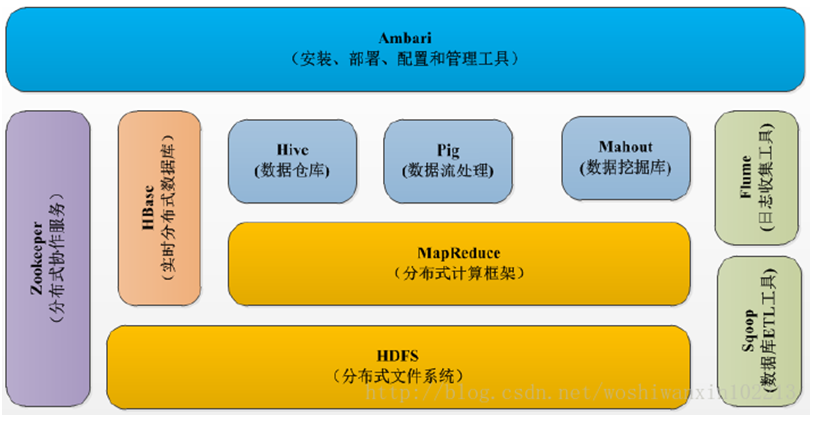 Ambari
（安装、部署、配置和管理工具）
Zookeeper
（分布式协作服务）
HBase
（实时分布式数据库）
Hive
(数据仓库)
Pig
(数据流处理)
Mahout
(数据挖掘库)
Flume
(日志收集工具)
MapReduce
（分布式计算框架）
Sqoop
(数据库ETL工具)
HDFS
（分布式文件系统）
http://blog.csdn.net/woshiwanxin102213